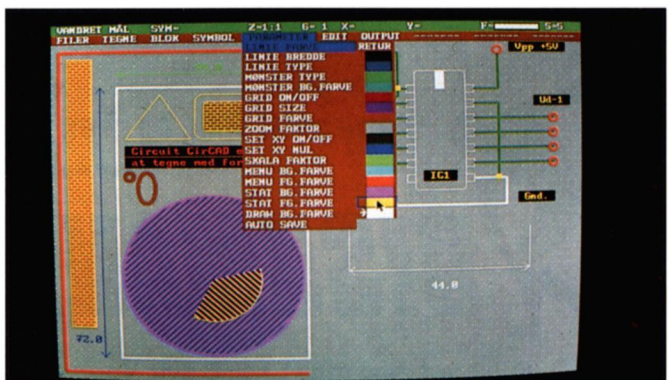 VANDRET MÅL SYM- Z=1:1 G= 1 X= Y= F= S=S
FILER TEGNE BLOK SYMBOL PARAMETER EDIT OUTPUT
LINIE FARVE RETUR
LINIE BREDDE
LINIE TYPE
MØNSTER TYPE
MØNSTER BG.FARVE
GRID ON/OFF
GRID SIZE
GRID FARVE
ZOOM FAKTOR
SET XY ON/OFF
SET XY NUL
SKALA FAKTOR
MENU BG.FARVE
MENU FG.FARVE
STAT BG.FARVE
STAT FG.FARVE
DRAW BG.FARVE
AUTO SAVE
Circuit CirCAD e
at tegne med for
72.0
Vpp +5V
Ud-1
IC1
Gnd.
44.0